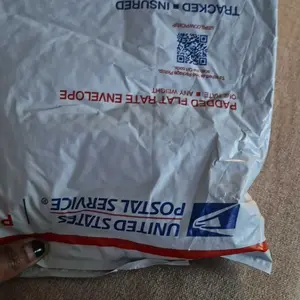 UNITED STATES
POSTAL SERVICE®
PADDED FLAT RATE ENVELOPE
ONE RATE ■ ANY WEIGHT
TRACKED ■ INSURED